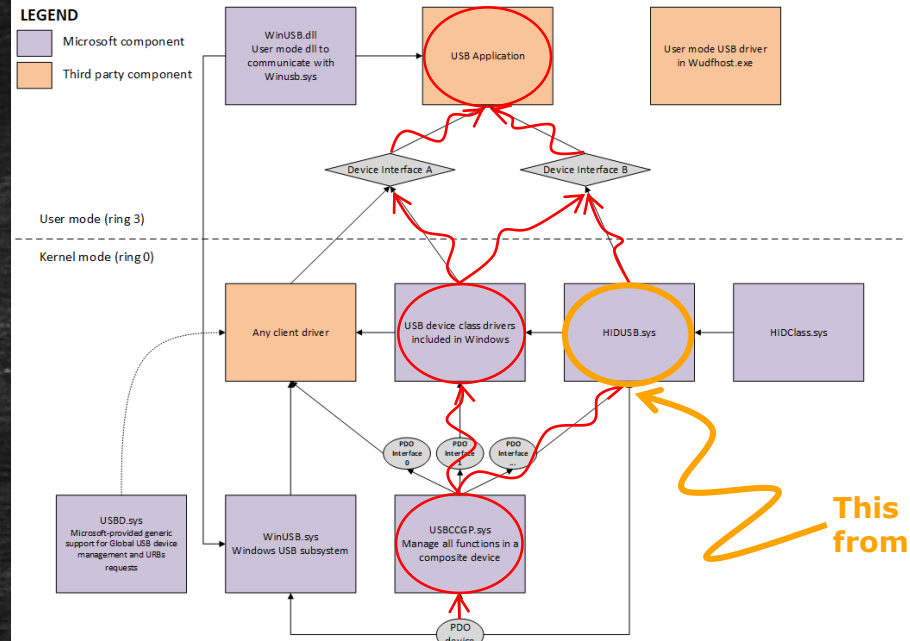 LEGEND
Microsoft component
Third party component
WinUSB.dll
User mode dll to
communicate with
Winusb.sys
USB Application
User mode USB driver
in Wudfhost.exe
Device Interface A
Device Interface B
User mode (ring 3)
Kernel mode (ring 0)
Any client driver
USB device class drivers
included in Windows
HIDUSB.sys
HIDClass.sys
PDO
Interface
0
PDO
Interface
1
PDO
Interface
...
USBD.sys
Microsoft-provided generic
support for Global USB device
management and URBs
requests
WinUSB.sys
Windows USB subsystem
USBCCGP.sys
Manage all functions in a
composite device
This
from
PDO
device